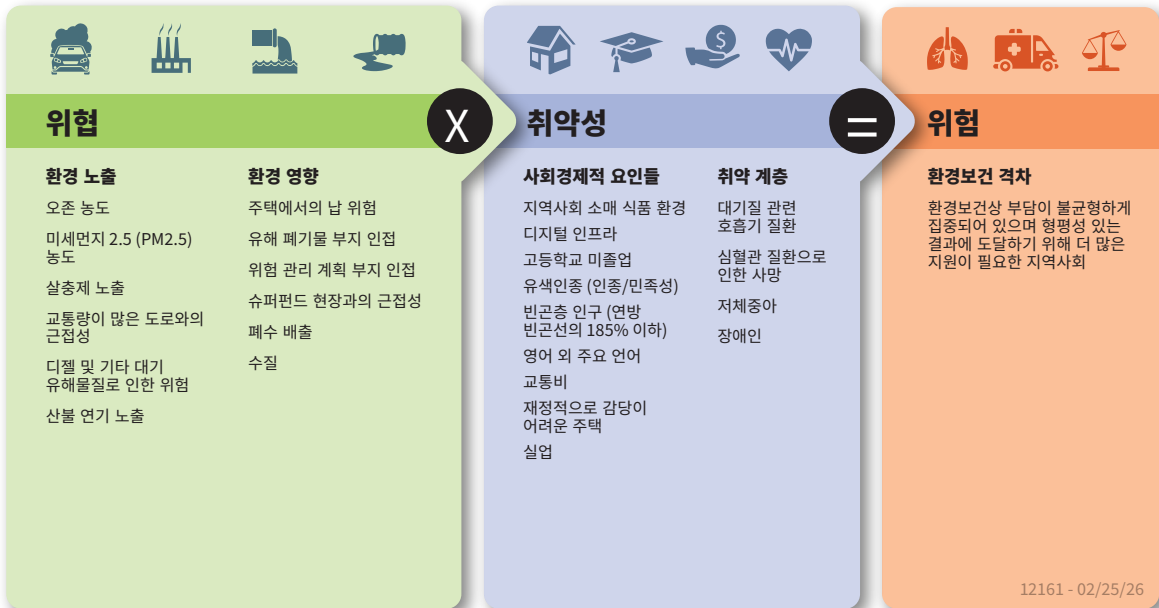 위협
X
환경 노출
오존 농도
미세먼지 2.5 (PM2.5)
농도
살충제 노출
교통량이 많은 도로와의
근접성
디젤 및 기타 대기
유해물질로 인한 위험
산불 연기 노출
환경 영향
주택에서의 납 위험
유해 폐기물 부지 인접
위험 관리 계획 부지 인접
슈퍼펀드 현장과의 근접성
폐수 배출
수질
취약성
=
사회경제적 요인들
지역사회 소매 식품 환경
디지털 인프라
고등학교 미졸업
유색인종 (인종/민족성)
빈곤층 인구 (연방
빈곤선의 185% 이하)
영어 외 주요 언어
교통비
재정적으로 감당이
어려운 주택
실업
취약 계층
대기질 관련
호흡기 질환
심혈관 질환으로
인한 사망
저체중아
장애인
$
위험
환경보건 격차
환경보건상 부담이 불균형하게
집중되어 있으며 형평성 있는
결과에 도달하기 위해 더 많은
지원이 필요한 지역사회
12161 - 02/25/26